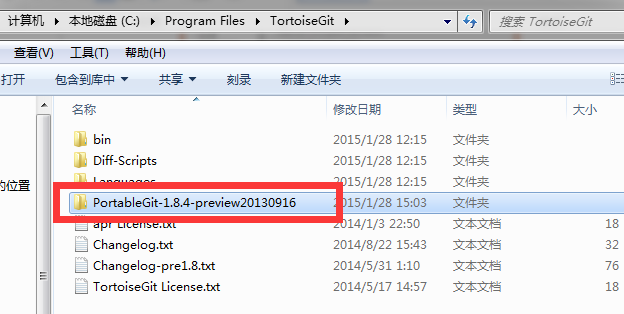 计算机 ▸ 本地磁盘 (C:) ▸ Program Files ▸ TortoiseGit
搜索 TortoiseGit
查看(V) 工具(T) 帮助(H)
打开 包含到库中 共享 刻录 新建文件夹
名称 修改日期 类型 大小
bin 2015/1/28 12:15 文件夹
Diff-Scripts 2015/1/28 12:15 文件夹
Languages 2015/1/28 12:15 文件夹
的位置
PortableGit-1.8.4-preview20130916 2015/1/28 15:03 文件夹
apr License.txt 2014/1/3 22:50 文本文档 18
Changelog.txt 2014/8/22 15:43 文本文档 32
Changelog-pre1.8.txt 2014/5/31 1:10 文本文档 76
TortoiseGit License.txt 2014/5/17 14:57 文本文档 18